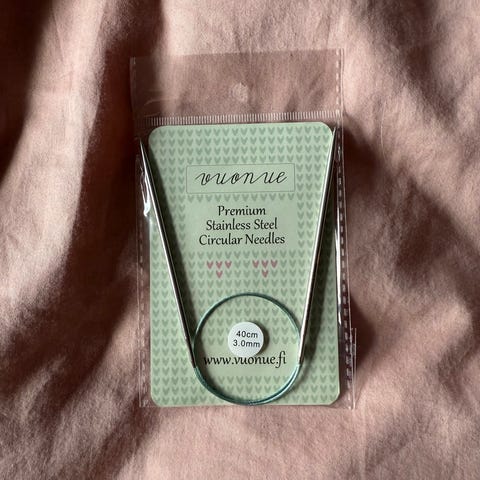 vuonue
Premium
Stainless Steel
Circular Needles
40cm
3.0mm
www.vuonue.fi